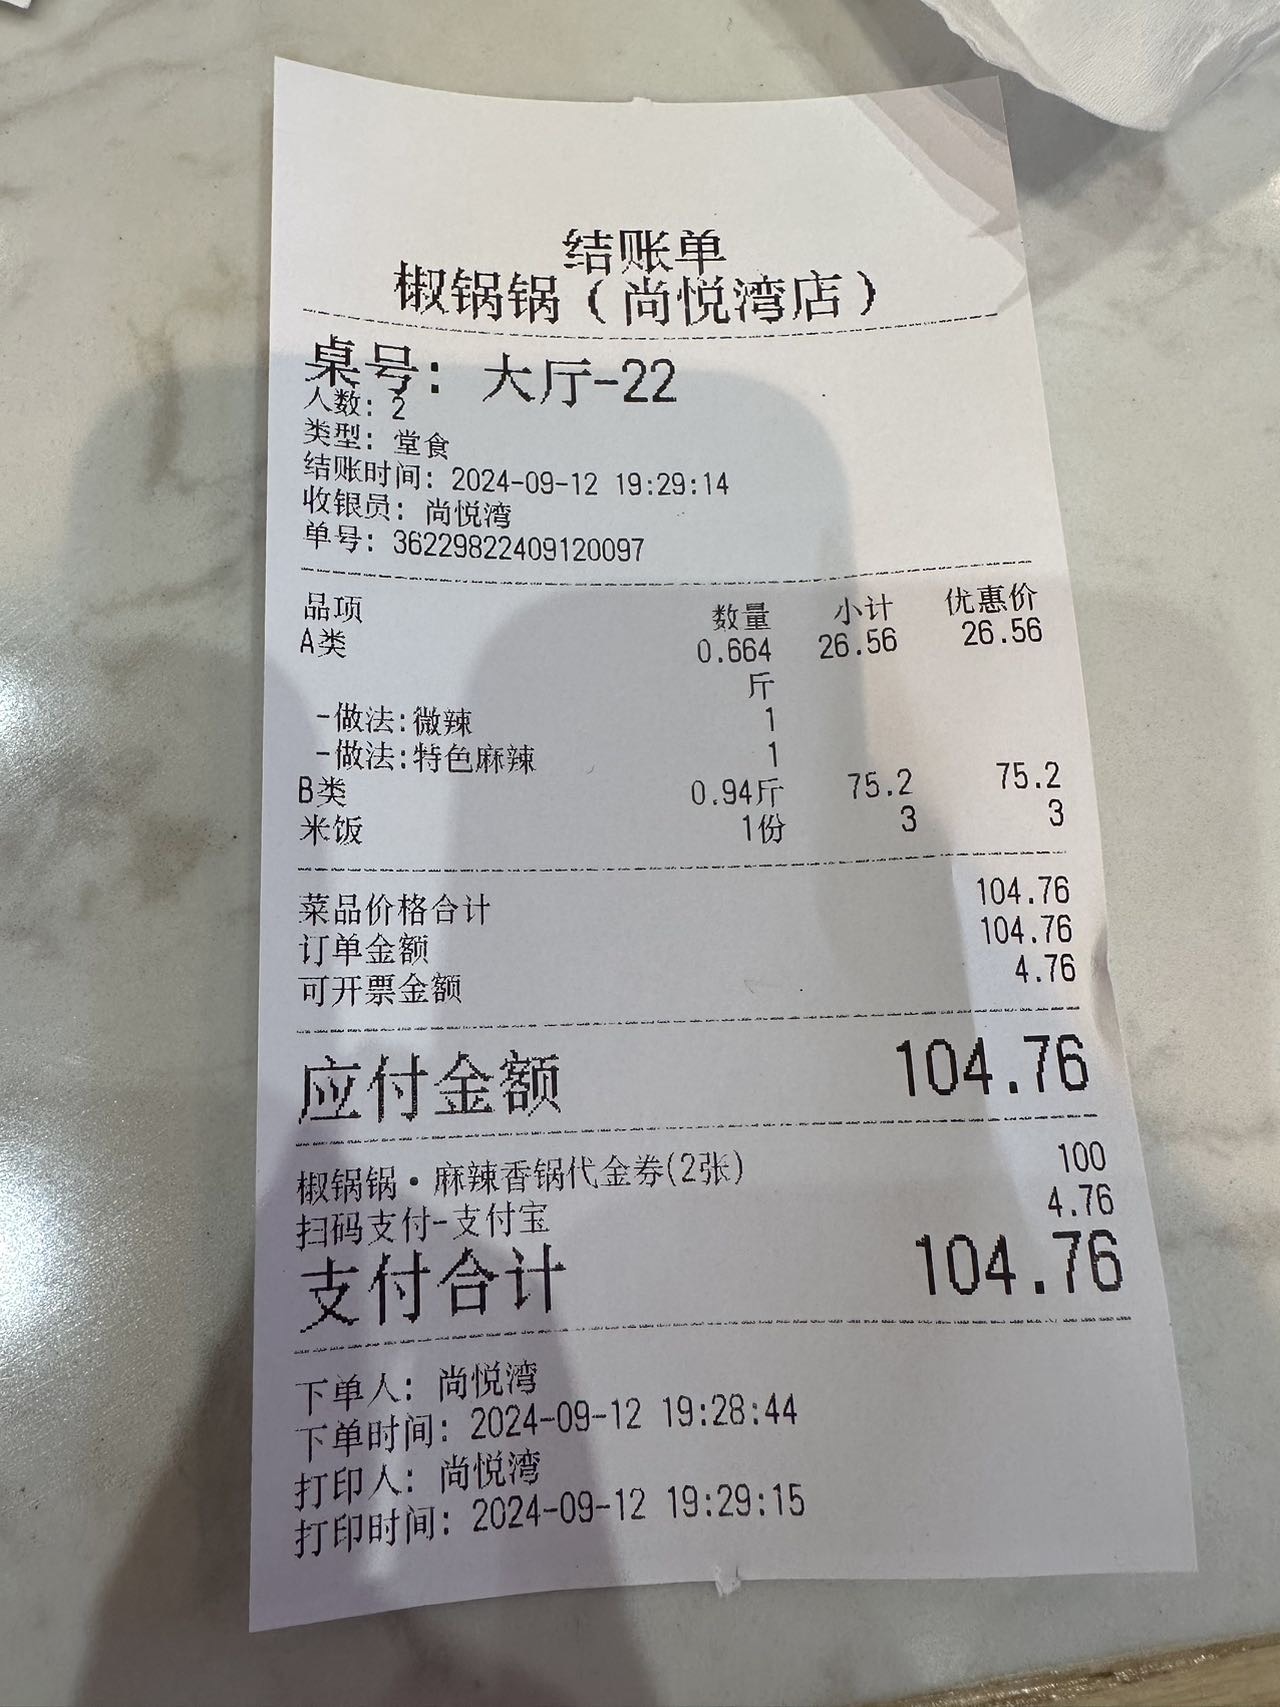 结账单
椒锅锅（尚悦湾店）
桌号：大厅-22
人数：2
类型：堂食
结账时间：2024-09-12 19:29:14
收银员：尚悦湾
单号：36229822409120097
品项 数量 小计 优惠价
A类 0.664 26.56 26.56
斤
-做法:微辣 1
-做法:特色麻辣 1
B类 0.94斤 75.2 75.2
米饭 1份 3 3
菜品价格合计 104.76
订单金额 104.76
可开票金额 4.76
应付金额 104.76
椒锅锅·麻辣香锅代金券(2张) 100
扫码支付-支付宝 4.76
支付合计 104.76
下单人：尚悦湾
下单时间：2024-09-12 19:28:44
打印人：尚悦湾
打印时间：2024-09-12 19:29:15